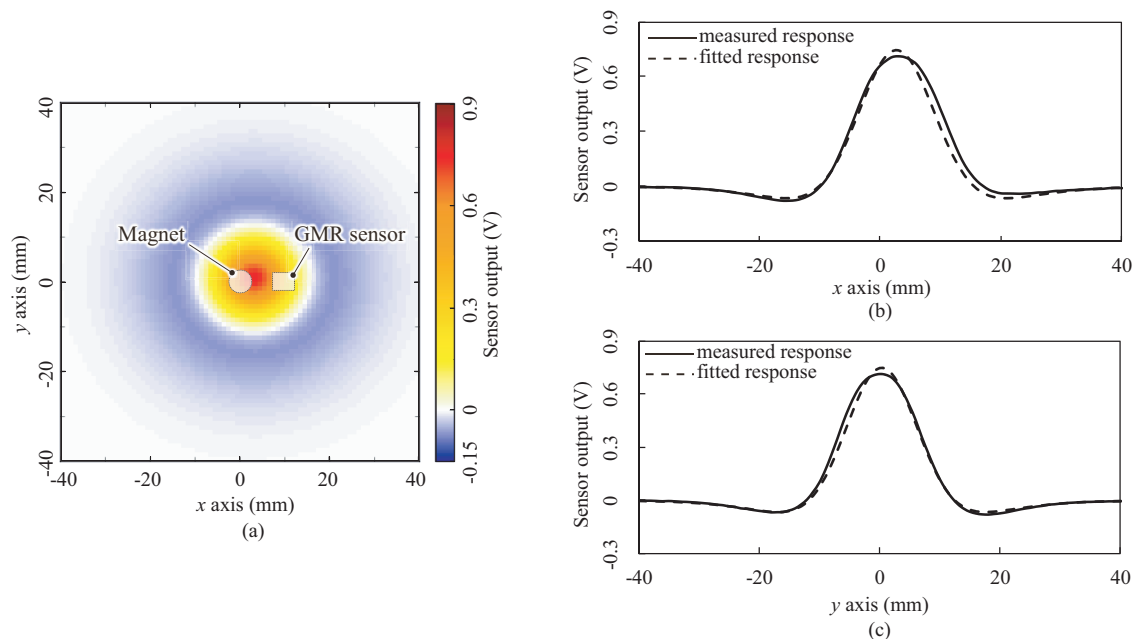 40
20
0
-20
-40
y axis (mm)
-40 -20 0 20 40
x axis (mm)
(a)
Magnet
GMR sensor
0.9
0.6
0.3
0
-0.15
Sensor output (V)
0.9
0.6
0.3
0
-0.3
Sensor output (V)
measured response
fitted response
-40 -20 0 20 40
x axis (mm)
(b)
0.9
0.6
0.3
0
-0.3
Sensor output (V)
measured response
fitted response
-40 -20 0 20 40
y axis (mm)
(c)